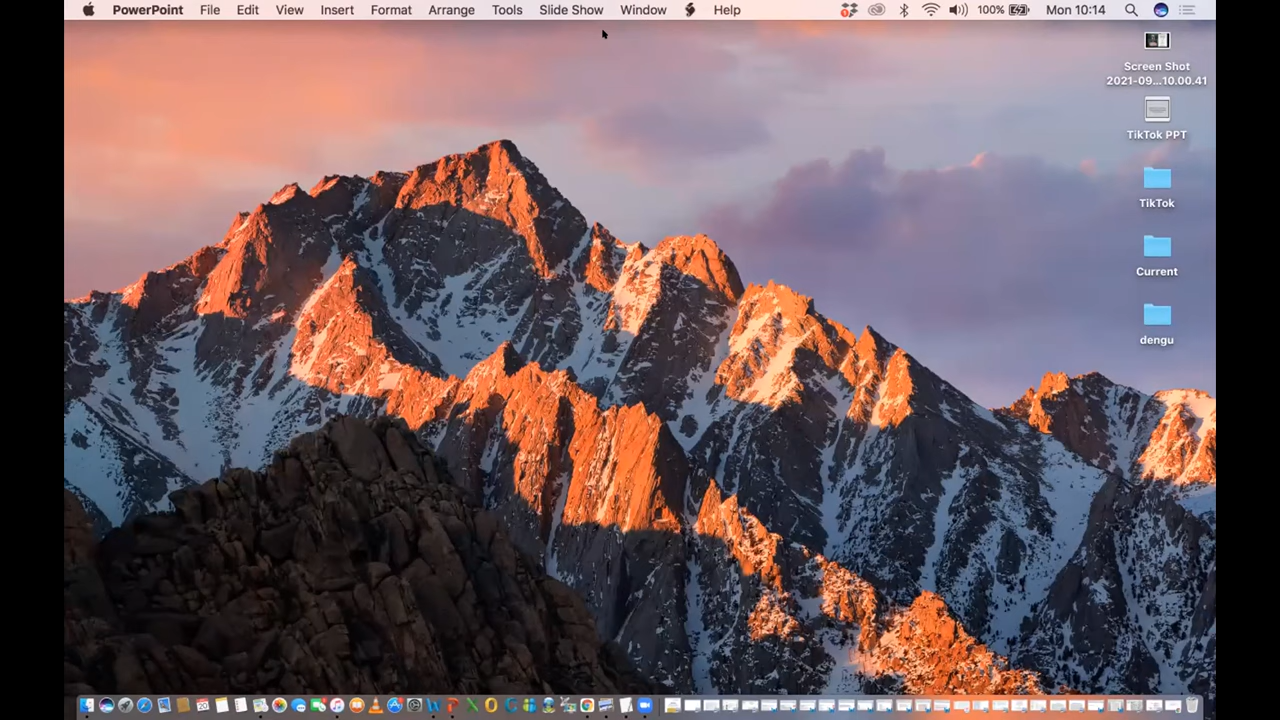 PowerPoint File Edit View Insert Format Arrange Tools Slide Show Window Help 100% Mon 10:14
Screen Shot
2021-09...10.00.41
TikTok PPT
TikTok
Current
dengu